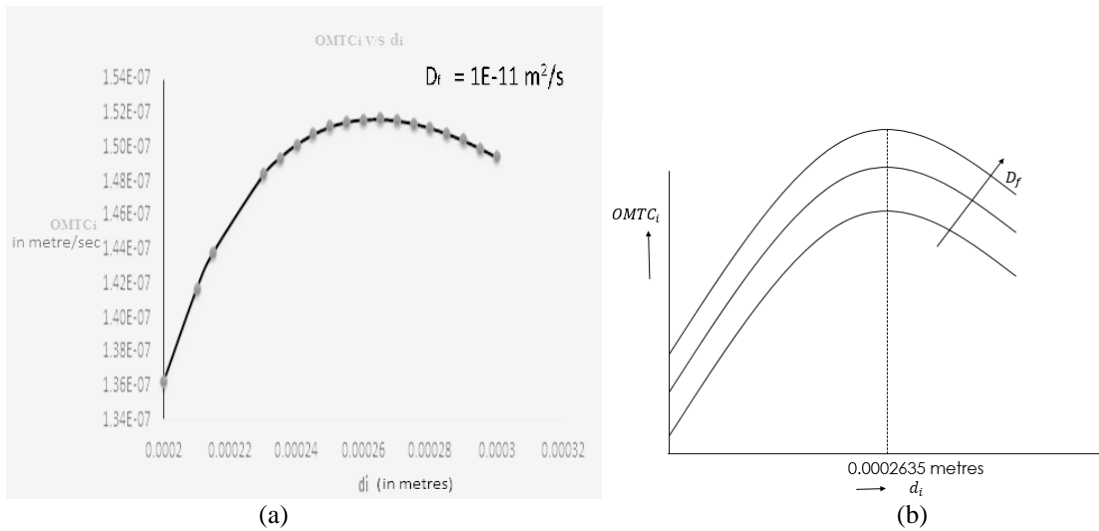 OMTCi v/s di
Df = 1E-11 m²/s
1.54E-07
1.52E-07
1.50E-07
1.48E-07
1.46E-07
1.44E-07
1.42E-07
1.40E-07
1.38E-07
1.36E-07
1.34E-07
OMTCi
in metre/sec
0.0002 0.00022 0.00024 0.00026 0.00028 0.0003 0.00032
di (in metres)
(a)
OMTCi
Df
0.0002635 metres
di
(b)